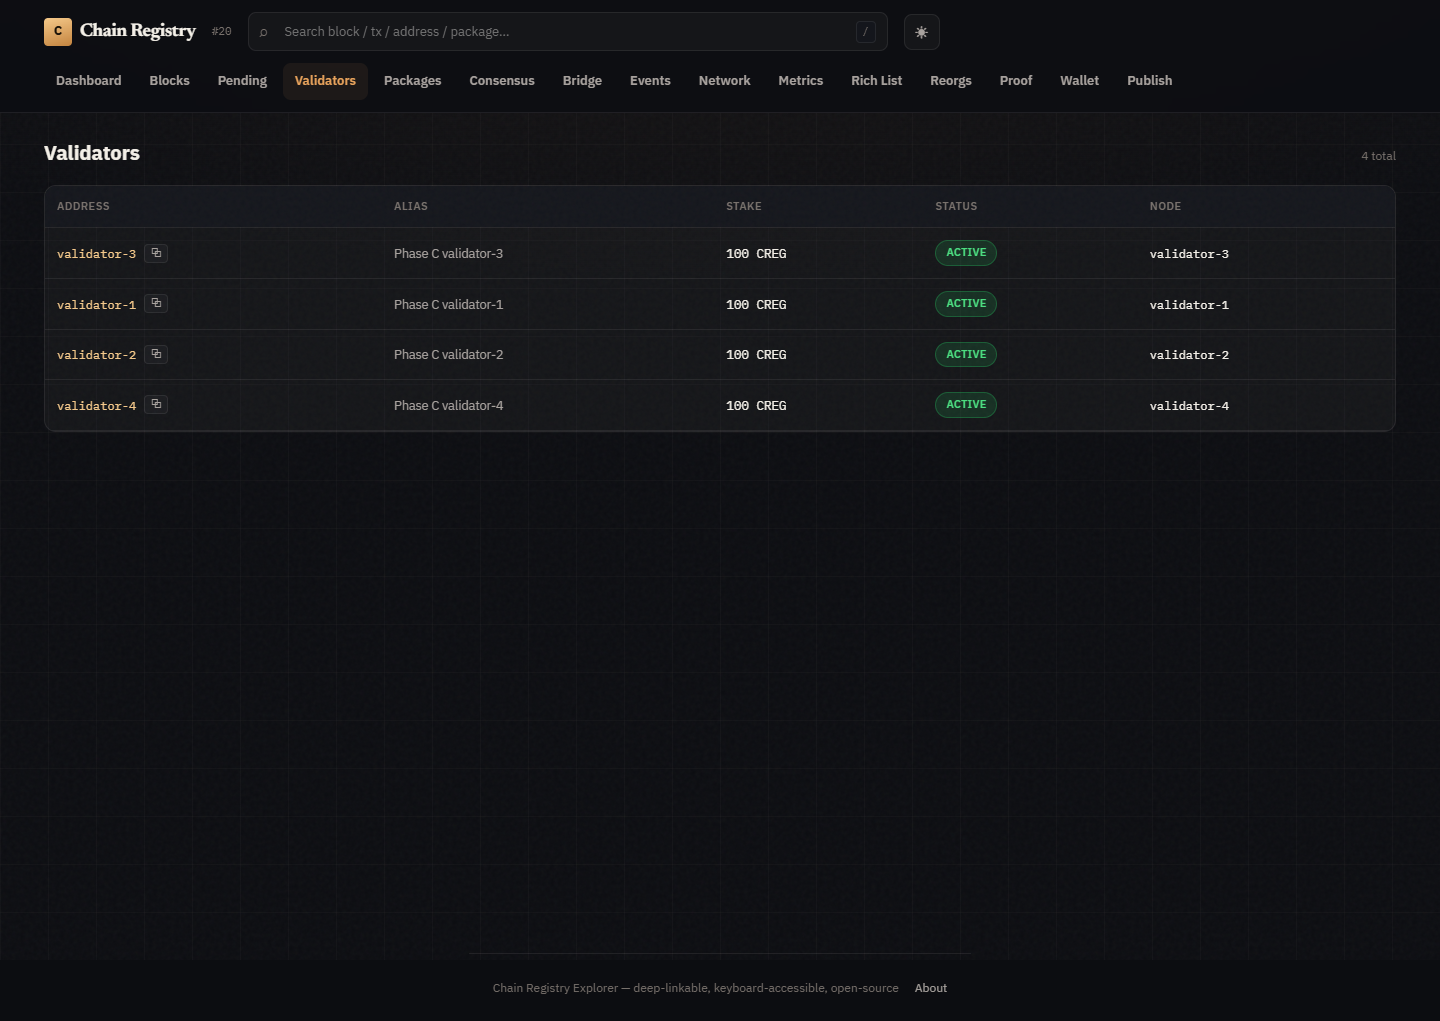 C Chain Registry #20 Search block / tx / address / package... /
Dashboard Blocks Pending Validators Packages Consensus Bridge Events Network Metrics Rich List Reorgs Proof Wallet Publish
Validators 4 total
ADDRESS ALIAS STAKE STATUS NODE
validator-3 Phase C validator-3 100 CREG ACTIVE validator-3
validator-1 Phase C validator-1 100 CREG ACTIVE validator-1
validator-2 Phase C validator-2 100 CREG ACTIVE validator-2
validator-4 Phase C validator-4 100 CREG ACTIVE validator-4
Chain Registry Explorer — deep-linkable, keyboard-accessible, open-source About